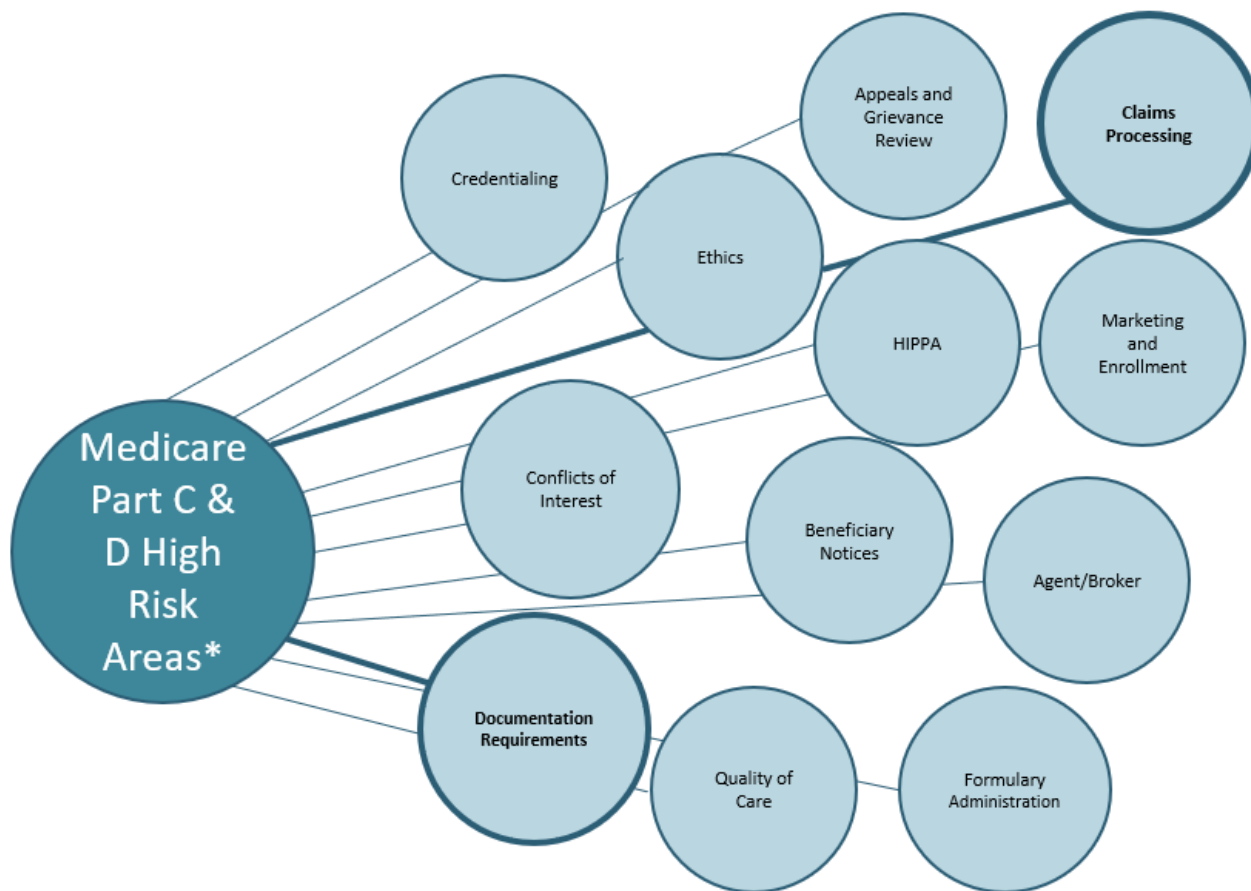 Medicare
Part C &
D High
Risk
Areas*
Credentialing
Appeals and
Grievance
Review
Claims
Processing
Ethics
HIPPA
Marketing
and
Enrollment
Conflicts of
Interest
Beneficiary
Notices
Agent/Broker
Documentation
Requirements
Quality of
Care
Formulary
Administration